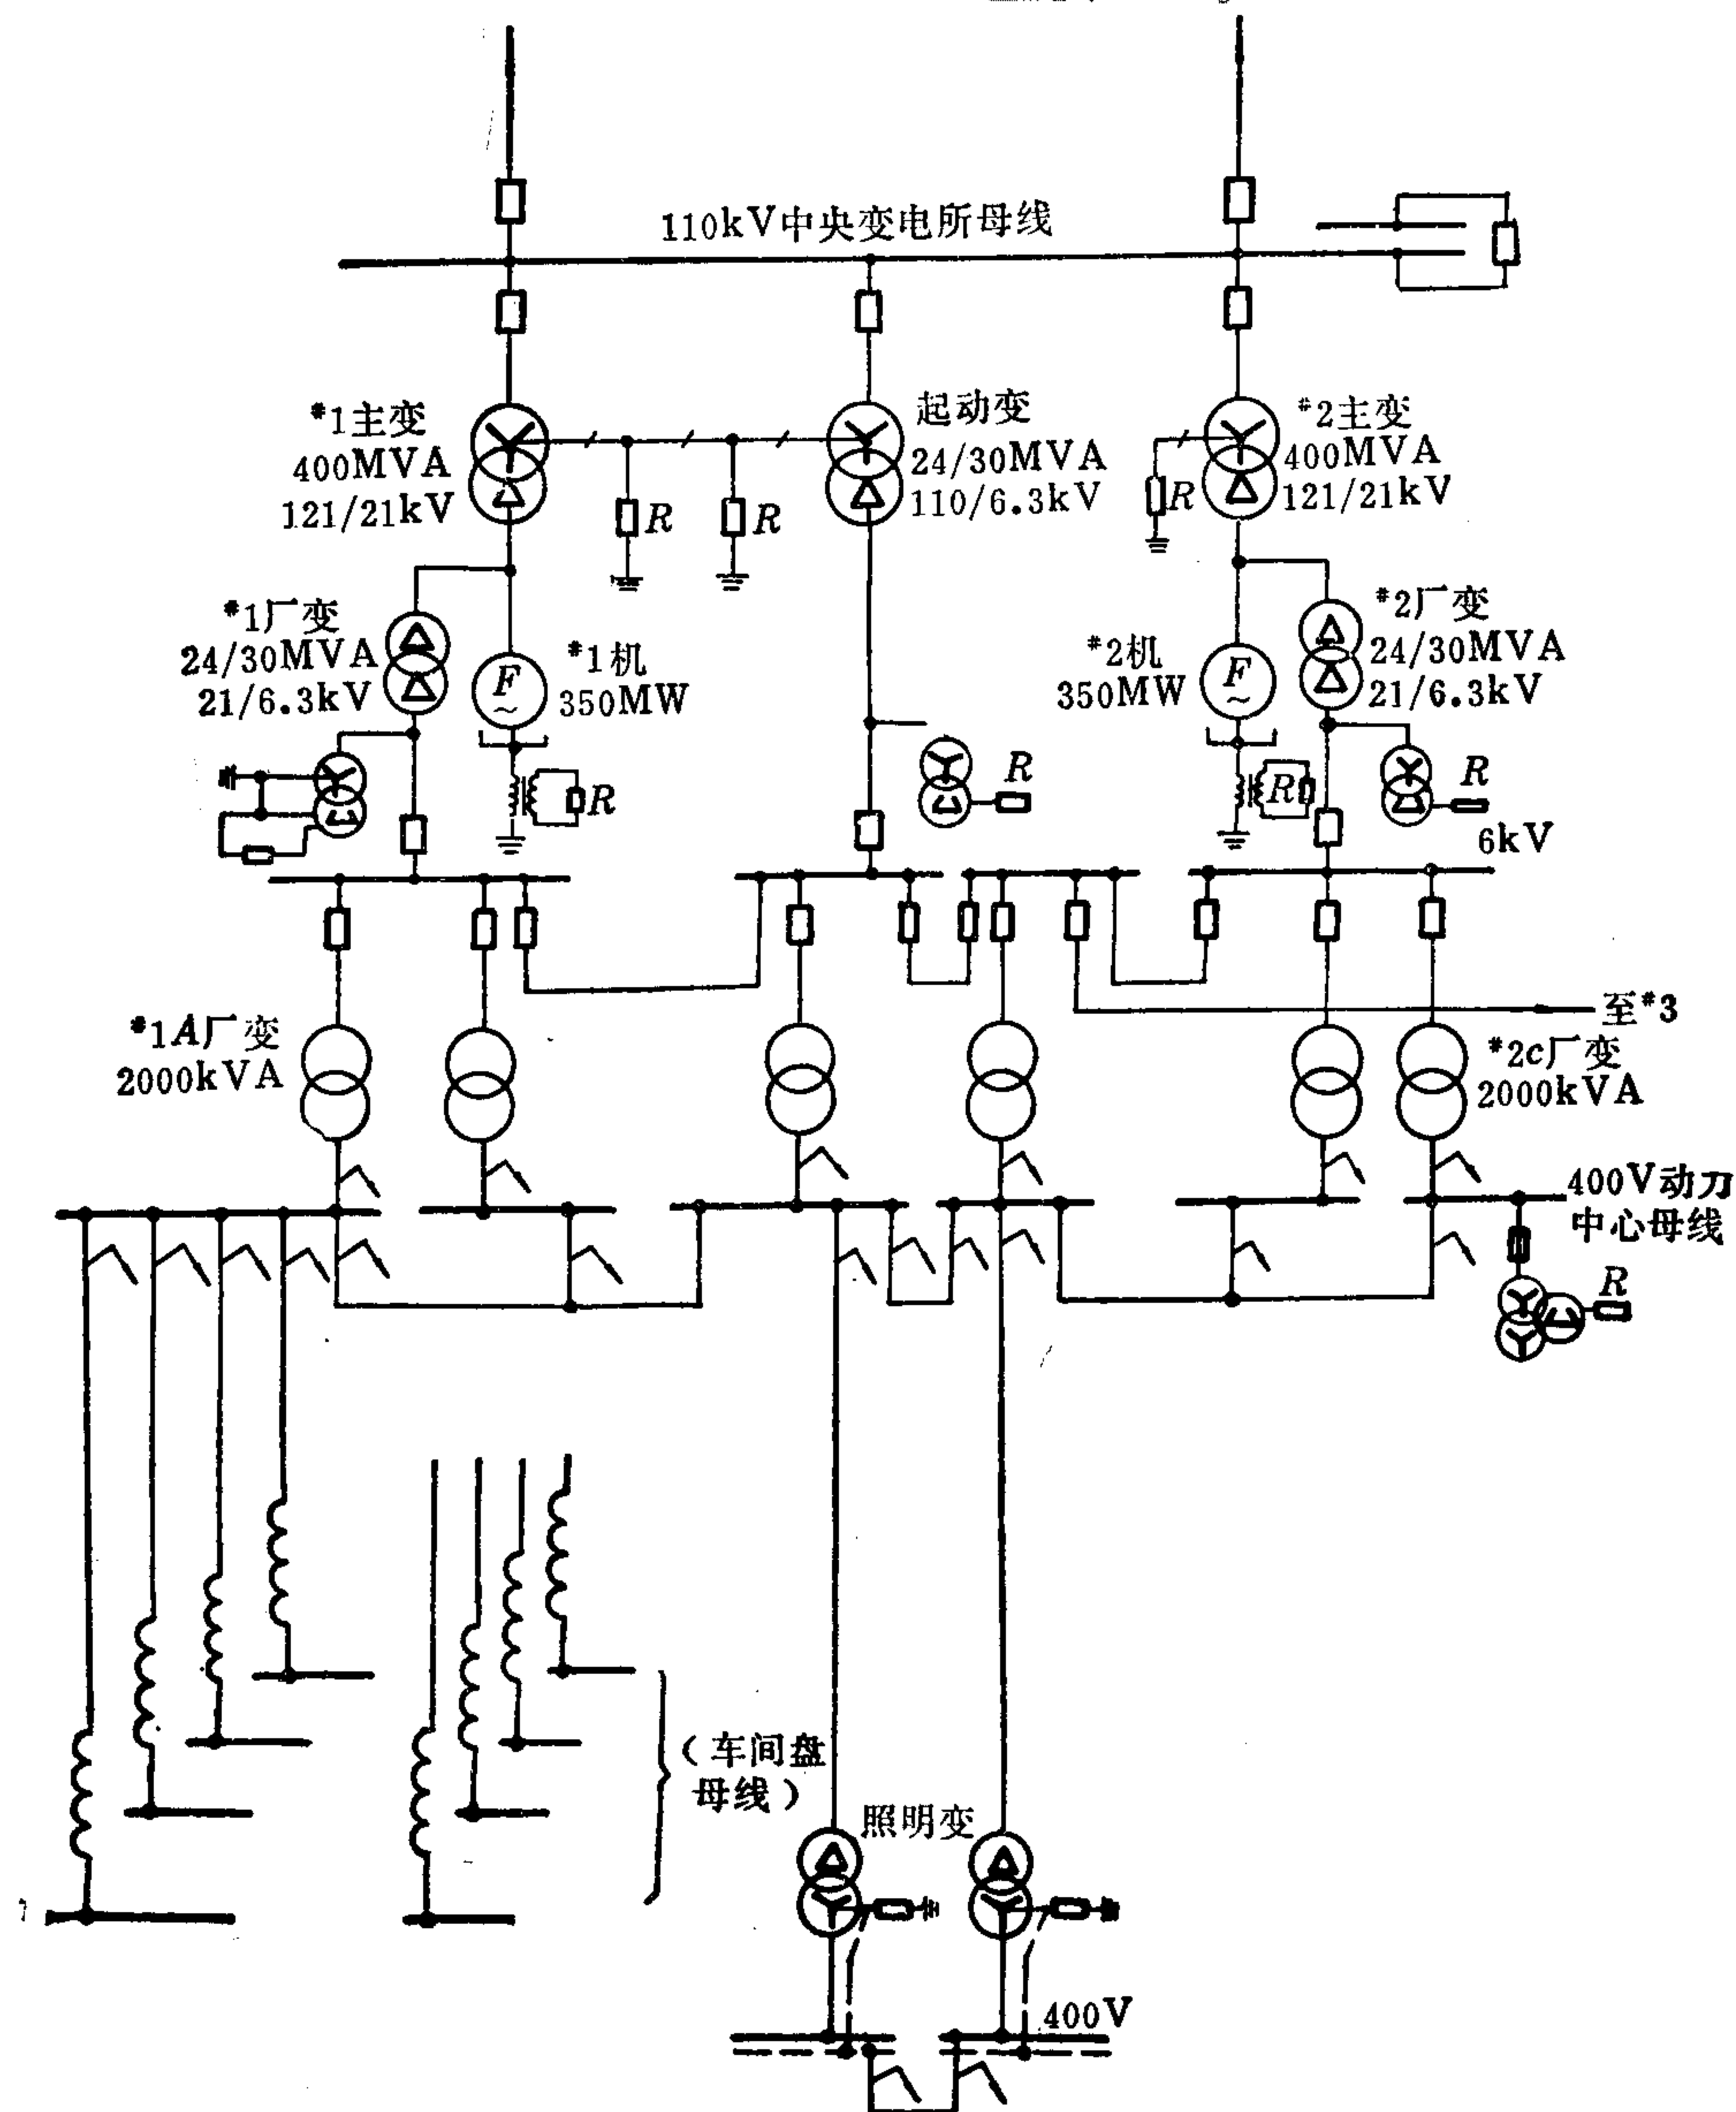 110kV中央变电所母线
#1主变
400MVA
121/21kV
R
R
起动变
24/30MVA
110/6.3kV
#2主变
400MVA
121/21kV
R
#1厂变
24/30MVA
21/6.3kV
F
~
#1机
350MW
R
#2机
350MW
F
~
R
#2厂变
24/30MVA
21/6.3kV
R
R
6kV
至#3
#1A厂变
2000kVA
#2c厂变
2000kVA
400V动刀
中心母线
R
(车间盘
母线)
照明变
400V